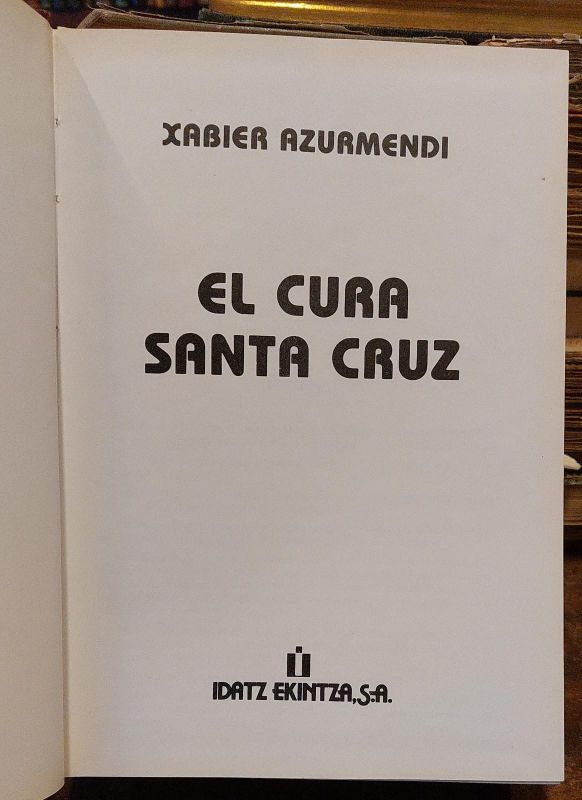 XABIER AZURMENDI
EL CURA
SANTA CRUZ
IDATZ EKINTZA, S.A.